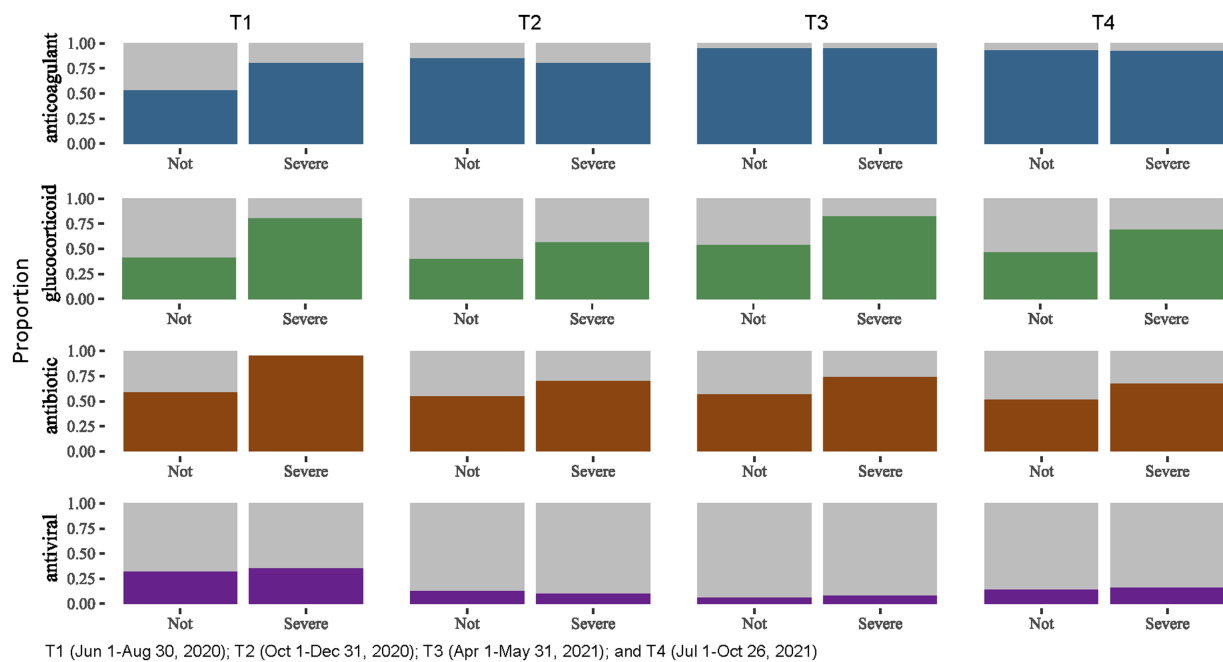 T1 T2 T3 T4
Proportion
anticoagulant
1.00
0.75
0.50
0.25
0.00
Not Severe Not Severe Not Severe Not Severe
glucocorticoid
1.00
0.75
0.50
0.25
0.00
Not Severe Not Severe Not Severe Not Severe
antibiotic
1.00
0.75
0.50
0.25
0.00
Not Severe Not Severe Not Severe Not Severe
antiviral
1.00
0.75
0.50
0.25
0.00
Not Severe Not Severe Not Severe Not Severe
T1 (Jun 1-Aug 30, 2020); T2 (Oct 1-Dec 31, 2020); T3 (Apr 1-May 31, 2021); and T4 (Jul 1-Oct 26, 2021)